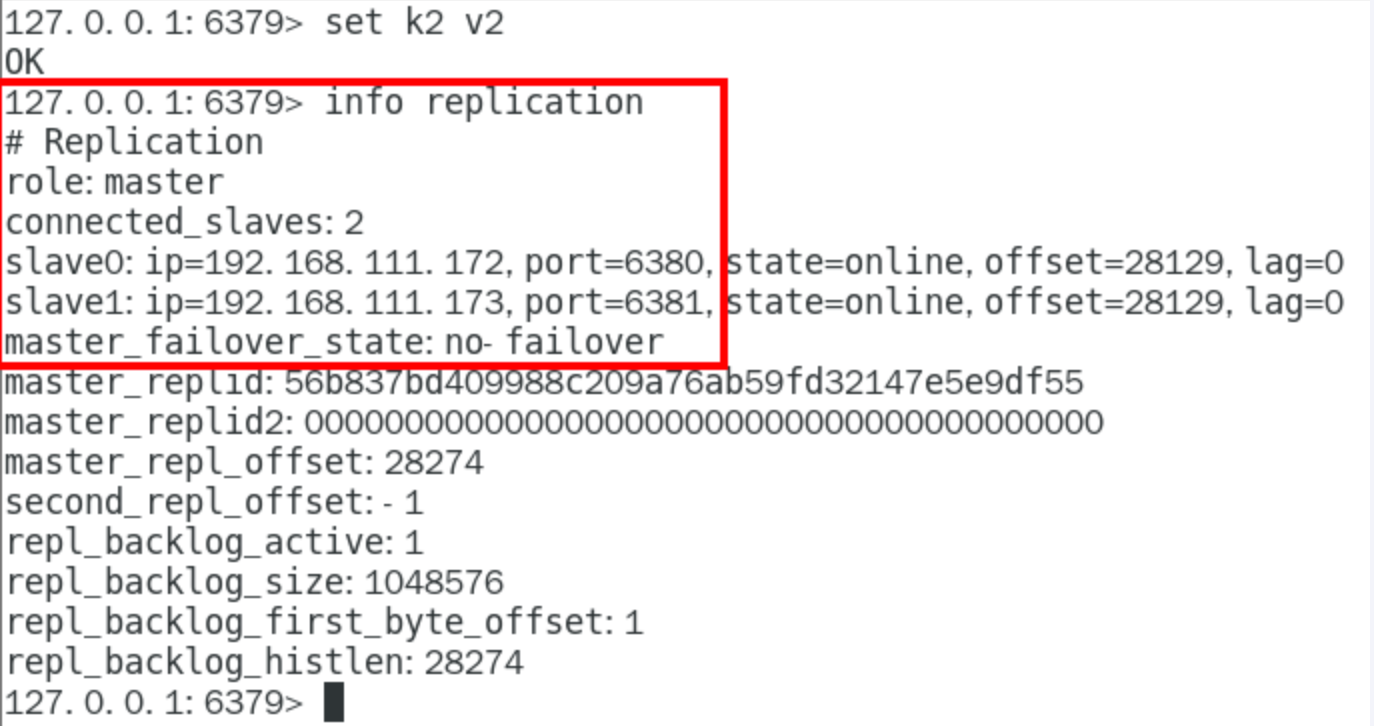 127.0.0.1:6379> set k2 v2
OK
127.0.0.1:6379> info replication
# Replication
role:master
connected_slaves:2
slave0:ip=192.168.111.172,port=6380,state=online,offset=28129,lag=0
slave1:ip=192.168.111.173,port=6381,state=online,offset=28129,lag=0
master_failover_state:no-failover
master_replid:56b837bd409988c209a76ab59fd32147e5e9df55
master_replid2:0000000000000000000000000000000000000000
master_repl_offset:28274
second_repl_offset:-1
repl_backlog_active:1
repl_backlog_size:1048576
repl_backlog_first_byte_offset:1
repl_backlog_histlen:28274
127.0.0.1:6379>